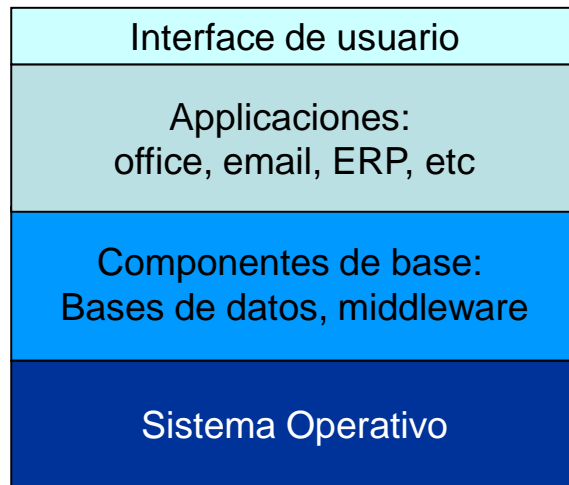 Interface de usuario
Applicaciones:
office, email, ERP, etc
Componentes de base:
Bases de datos, middleware
Sistema Operativo